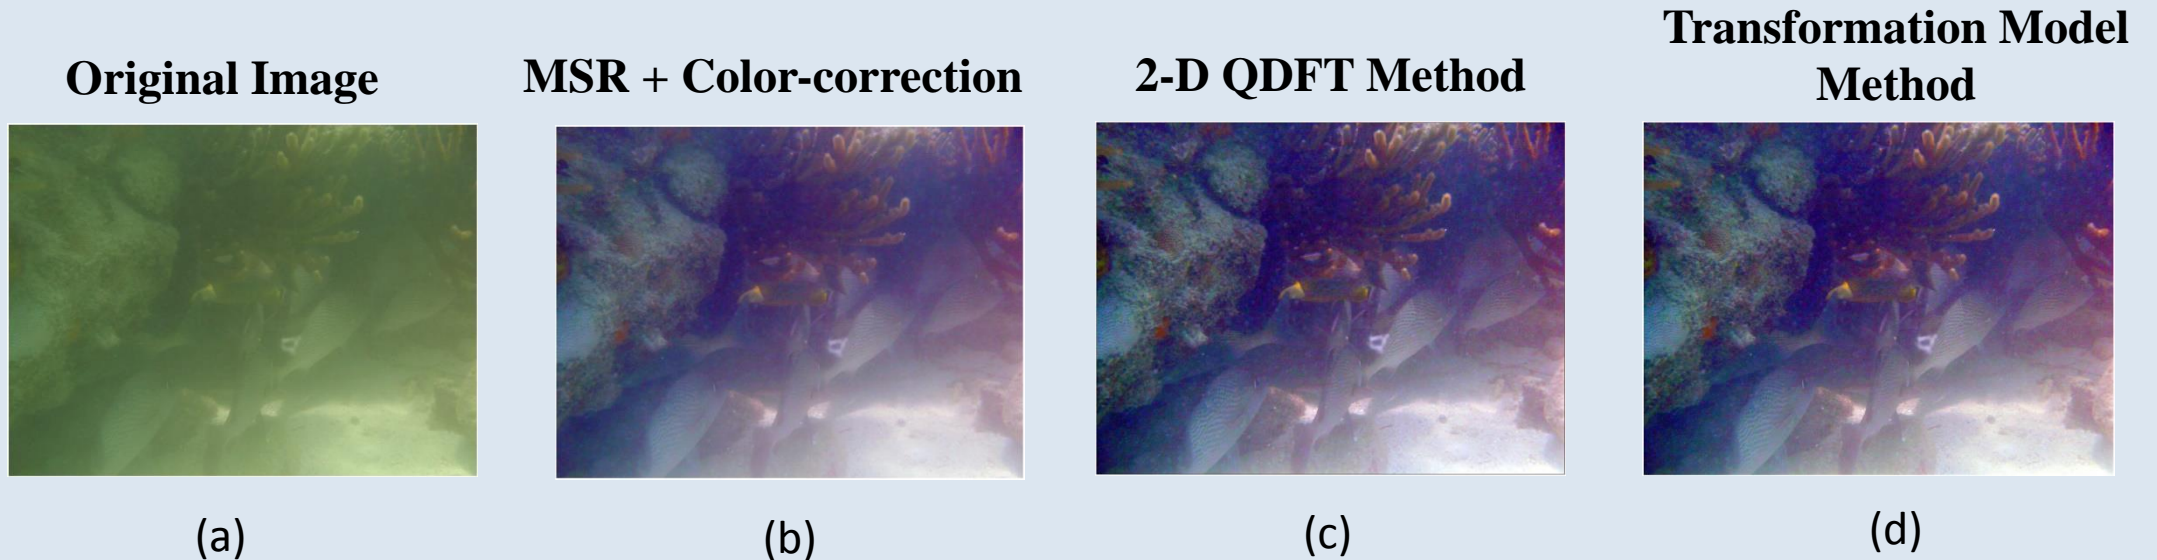 Original Image
MSR + Color-correction
2-D QDFT Method
Transformation Model
Method
(a)
(b)
(c)
(d)